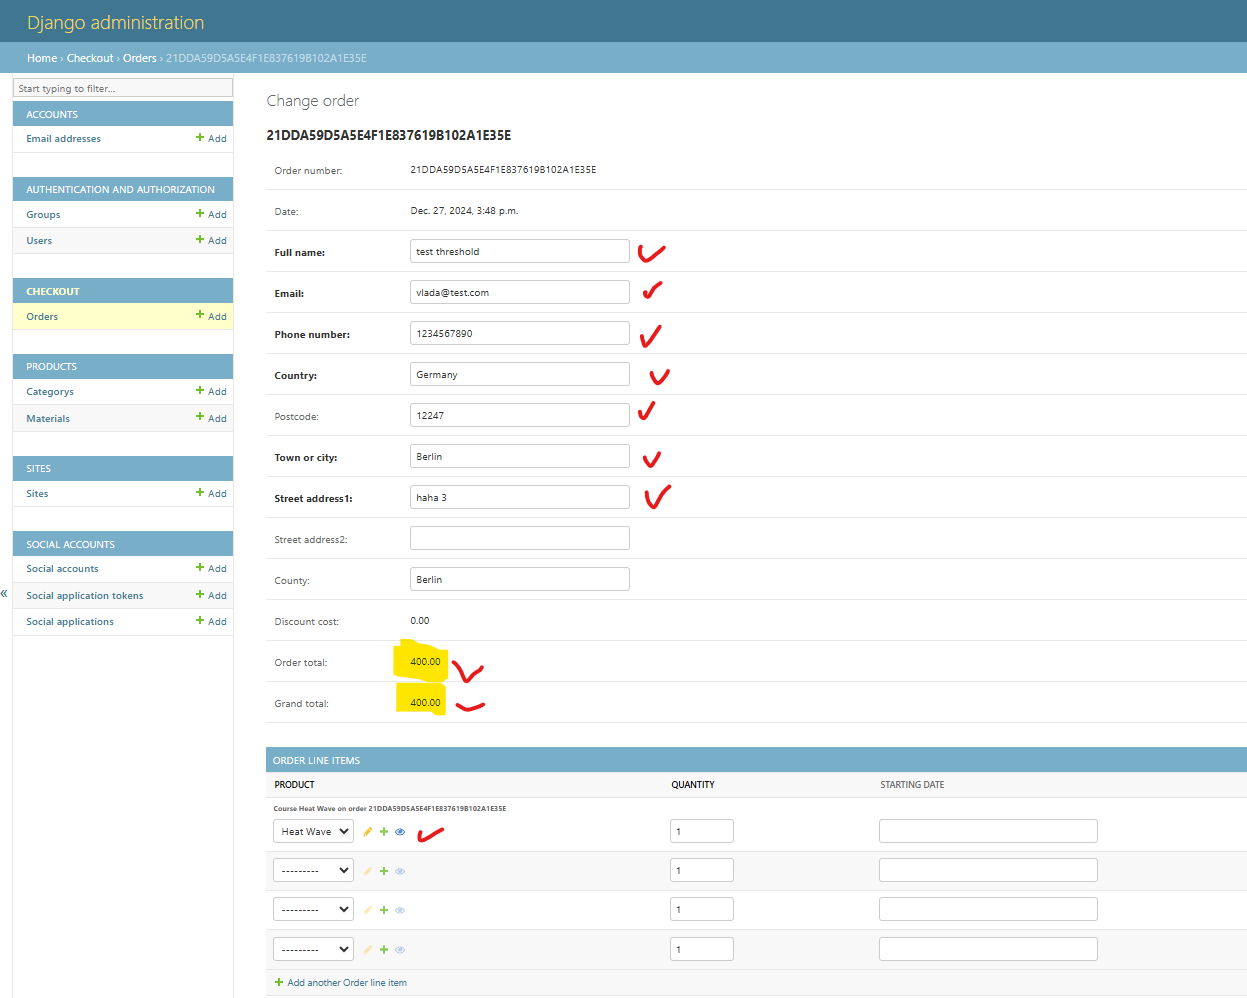 Django administration
Home › Checkout › Orders › 21DDA59D5A5E4F1E837619B102A1E35E
Start typing to filter...
ACCOUNTS
Email addresses + Add
AUTHENTICATION AND AUTHORIZATION
Groups + Add
Users + Add
CHECKOUT
Orders + Add
PRODUCTS
Categorys + Add
Materials + Add
SITES
Sites + Add
SOCIAL ACCOUNTS
Social accounts + Add
Social application tokens + Add
Social applications + Add
«
Change order
21DDA59D5A5E4F1E837619B102A1E35E
Order number: 21DDA59D5A5E4F1E837619B102A1E35E
Date: Dec. 27, 2024, 3:48 p.m.
Full name: test threshold
Email: vlada@test.com
Phone number: 1234567890
Country: Germany
Postcode: 12247
Town or city: Berlin
Street address1: haha 3
Street address2:
County: Berlin
Discount cost: 0.00
Order total: 400.00
Grand total: 400.00
ORDER LINE ITEMS
PRODUCT QUANTITY STARTING DATE
Course Heat Wave on order 21DDA59D5A5E4F1E837619B102A1E35E
Heat Wave 1
--------- 1
--------- 1
--------- 1
+ Add another Order line item